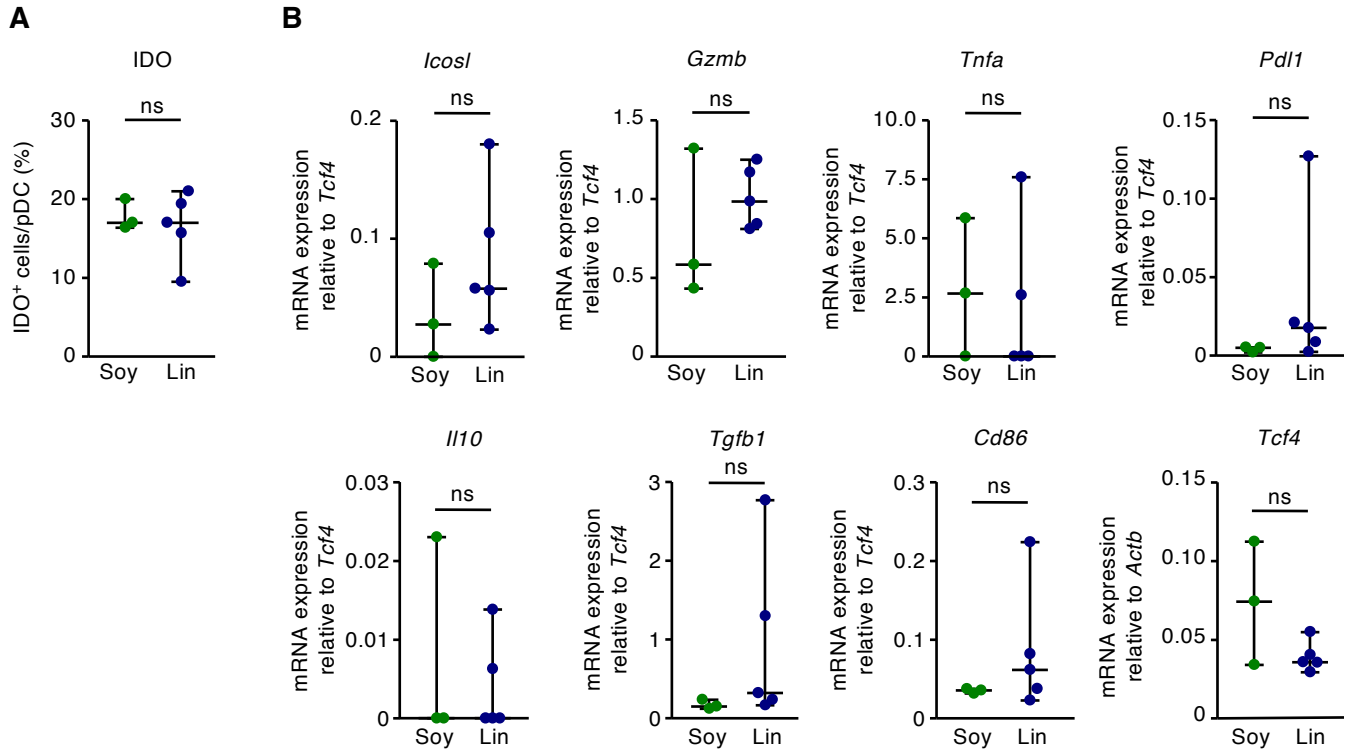 A
B
IDO
ns
IDO+ cells/pDC (%)
30
20
10
0
Soy Lin
Icosl
ns
mRNA expression
relative to Tcf4
0.2
0.1
0
Soy Lin
Gzmb
ns
mRNA expression
relative to Tcf4
1.5
1.0
0.5
0
Soy Lin
Tnfa
ns
mRNA expression
relative to Tcf4
10.0
7.5
5.0
2.5
0
Soy Lin
Pdl1
ns
mRNA expression
relative to Tcf4
0.15
0.10
0.05
0
Soy Lin
Il10
ns
mRNA expression
relative to Tcf4
0.03
0.02
0.01
0
Soy Lin
Tgfb1
ns
mRNA expression
relative to Tcf4
3
2
1
0
Soy Lin
Cd86
ns
mRNA expression
relative to Tcf4
0.3
0.2
0.1
0
Soy Lin
Tcf4
ns
mRNA expression
relative to Actb
0.15
0.10
0.05
0
Soy Lin